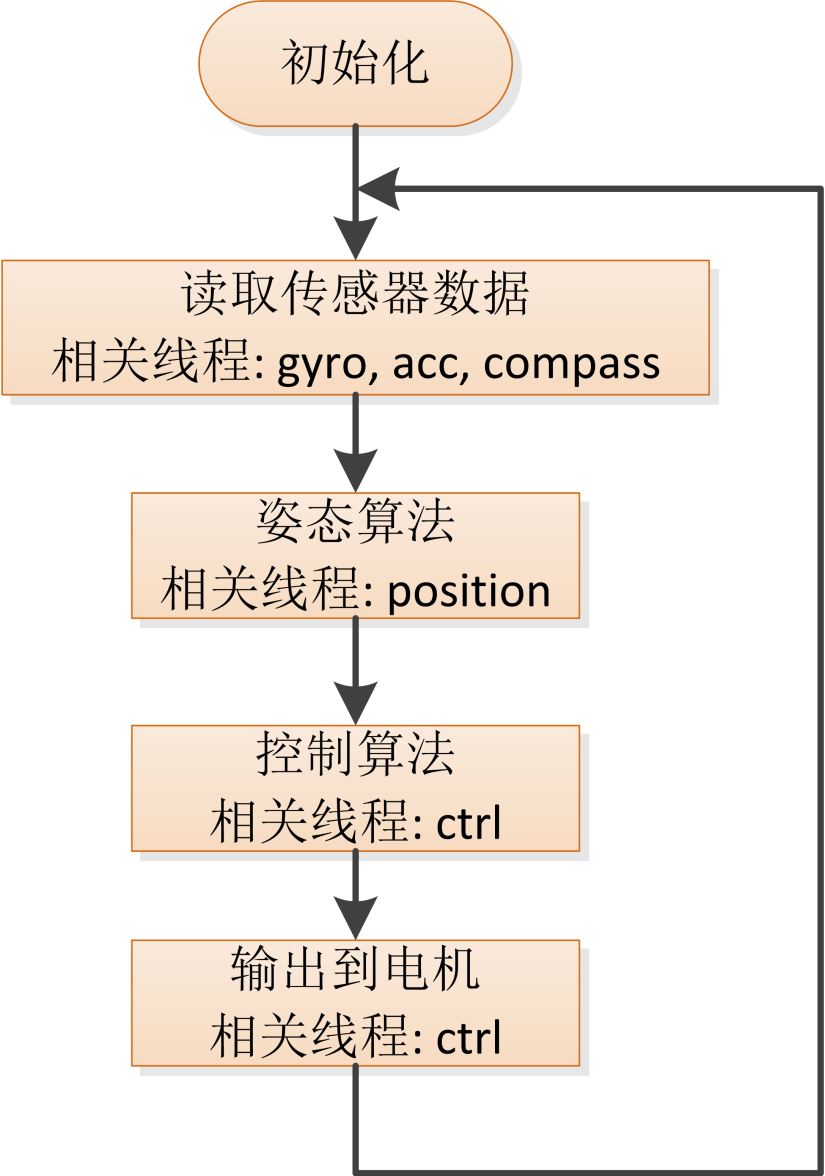 初始化
读取传感器数据
相关线程: gyro, acc, compass
姿态算法
相关线程: position
控制算法
相关线程: ctrl
输出到电机
相关线程: ctrl